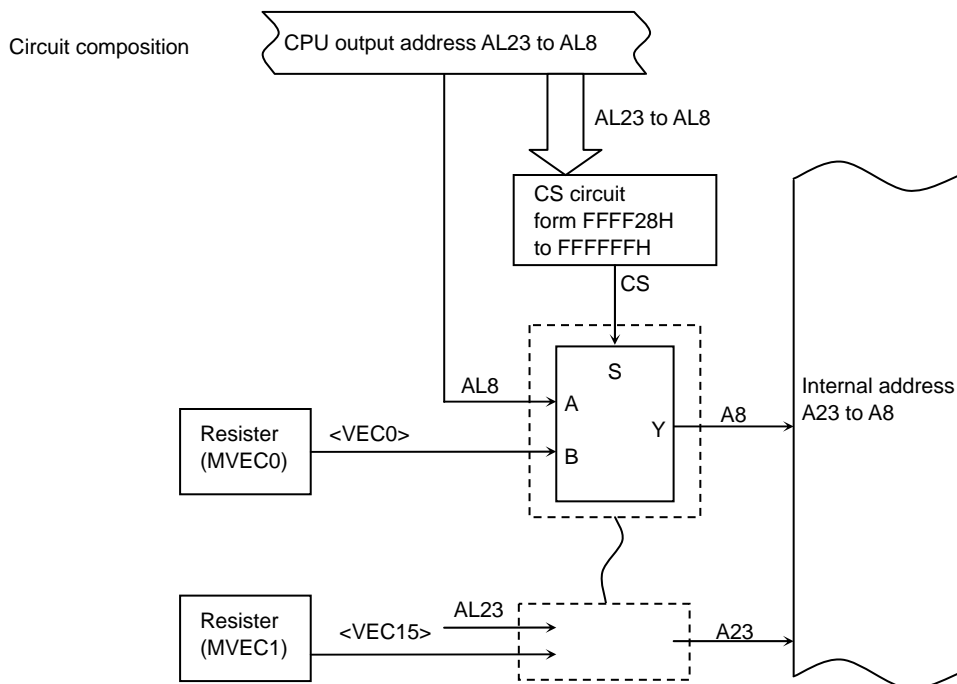 Circuit composition
CPU output address AL23 to AL8
AL23 to AL8
CS circuit
form FFFF28H
to FFFFFFH
CS
S
AL8
A
Internal address
A23 to A8
A8
Y
<VEC0>
Resister
(MVEC0)
B
AL23
Resister
(MVEC1)
<VEC15>
A23